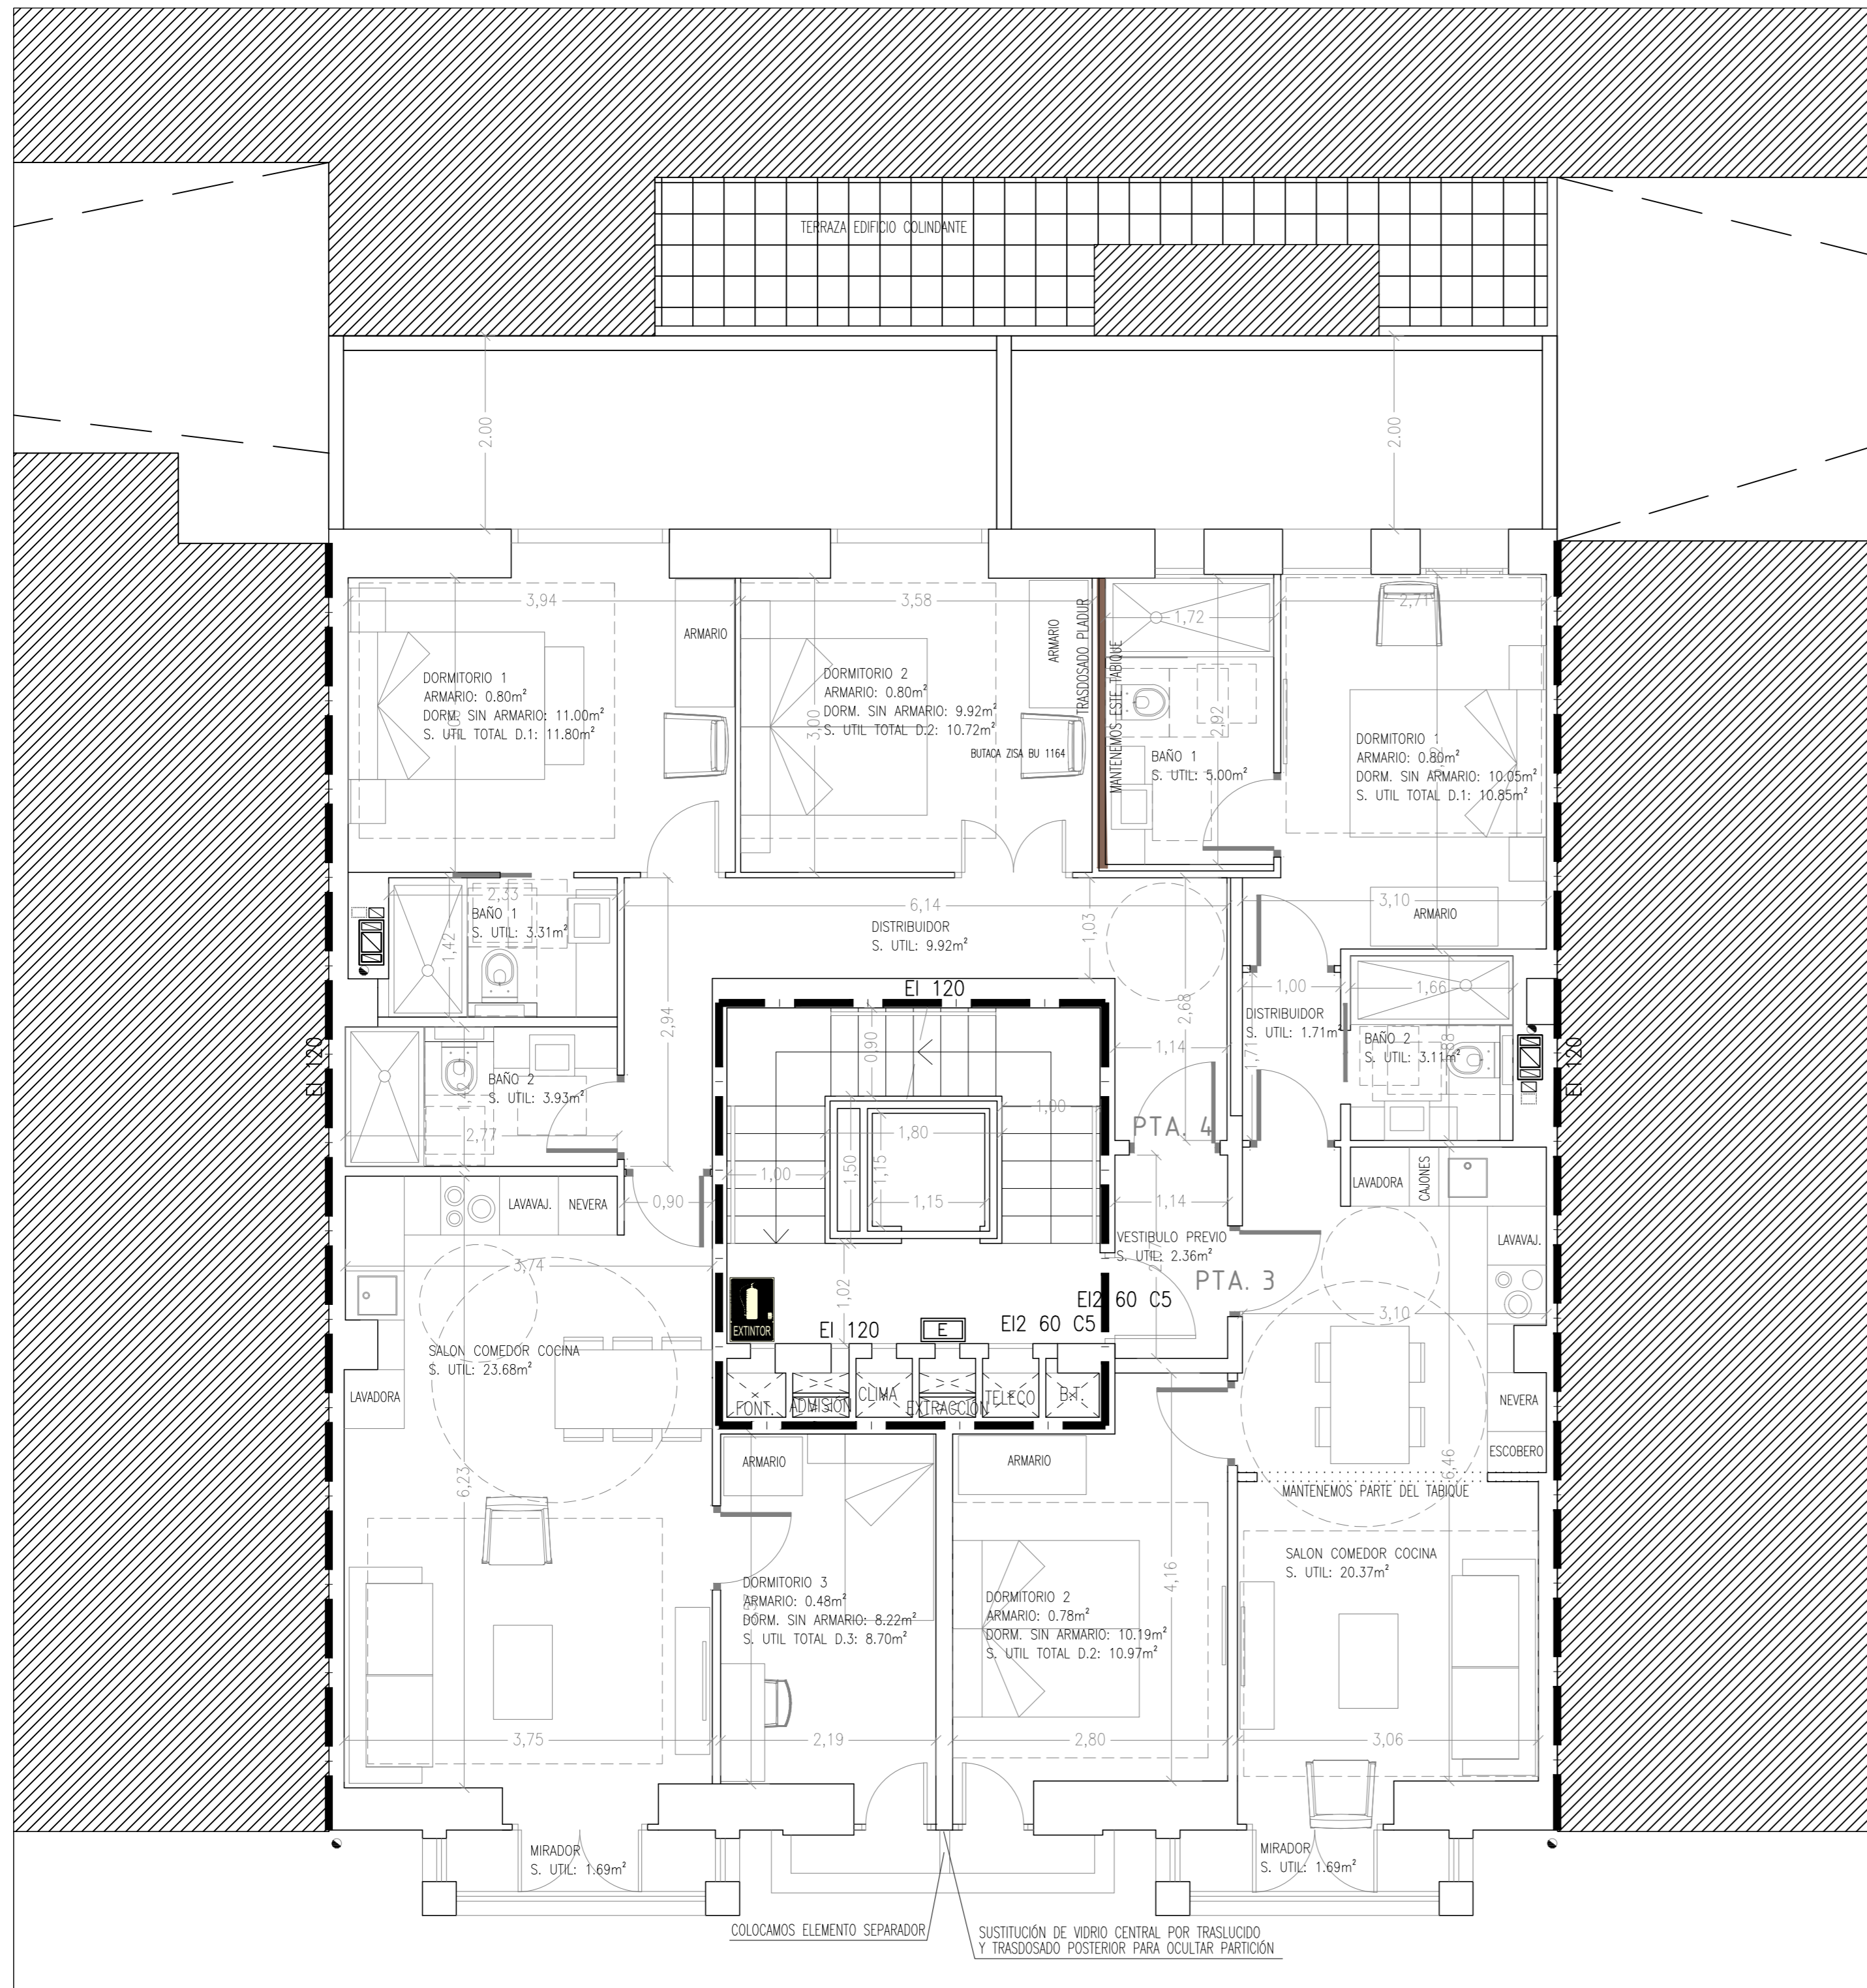 TERRAZA EDIFICIO COLINDANTE
2.00
2.00
3,94
3,58
1,72
2,71
ARMARIO
ARMARIO
TRASDOSADO PLADUR
MANTENEMOS ESTE TABIQUE
DORMITORIO 1
ARMARIO: 0.80m²
DORM. SIN ARMARIO: 11.00m²
S. UTIL TOTAL D.1: 11.80m²
DORMITORIO 2
ARMARIO: 0.80m²
DORM. SIN ARMARIO: 9.92m²
S. UTIL TOTAL D.2: 10.72m²
3,00
BUTACA ZISA BU 1164
2,92
BAÑO 1
S. UTIL: 5.00m²
DORMITORIO 1
ARMARIO: 0.80m²
DORM. SIN ARMARIO: 10.05m²
S. UTIL TOTAL D.1: 10.85m²
2,33
BAÑO 1
S. UTIL: 3.31m²
1,42
6,14
DISTRIBUIDOR
S. UTIL: 9.92m²
1,03
3,10
ARMARIO
EI 120
2,94
0,90
2,68
1,14
1,00
DISTRIBUIDOR
S. UTIL: 1.71m²
1,71
1,66
BAÑO 2
S. UTIL: 3.11m²
EI 120
EI 120
BAÑO 2
S. UTIL: 3.93m²
2,77
1,00
1,80
1,50
1,15
1,15
1,00
PTA. 4
0,90
1,14
LAVAVAJ.
NEVERA
LAVADORA
CAJONES
VESTIBULO PREVIO
S. UTIL: 2.36m²
LAVAVAJ.
PTA. 3
3,74
1,02
EXTINTOR
EI 120
E
EI2 60 C5
EI2 60 C5
3,10
SALON COMEDOR COCINA
S. UTIL: 23.68m²
LAVADORA
FONT.
ADMISIÓN
CLIMA
EXTRACCIÓN
TELECO
B.T.
NEVERA
ESCOBERO
ARMARIO
ARMARIO
6,23
6,46
MANTENEMOS PARTE DEL TABIQUE
SALON COMEDOR COCINA
S. UTIL: 20.37m²
4,16
DORMITORIO 3
ARMARIO: 0.48m²
DORM. SIN ARMARIO: 8.22m²
S. UTIL TOTAL D.3: 8.70m²
DORMITORIO 2
ARMARIO: 0.78m²
DORM. SIN ARMARIO: 10.19m²
S. UTIL TOTAL D.2: 10.97m²
3,75
2,19
2,80
3,06
MIRADOR
S. UTIL: 1.69m²
MIRADOR
S. UTIL: 1.69m²
COLOCAMOS ELEMENTO SEPARADOR
SUSTITUCIÓN DE VIDRIO CENTRAL POR TRASLUCIDO
Y TRASDOSADO POSTERIOR PARA OCULTAR PARTICIÓN